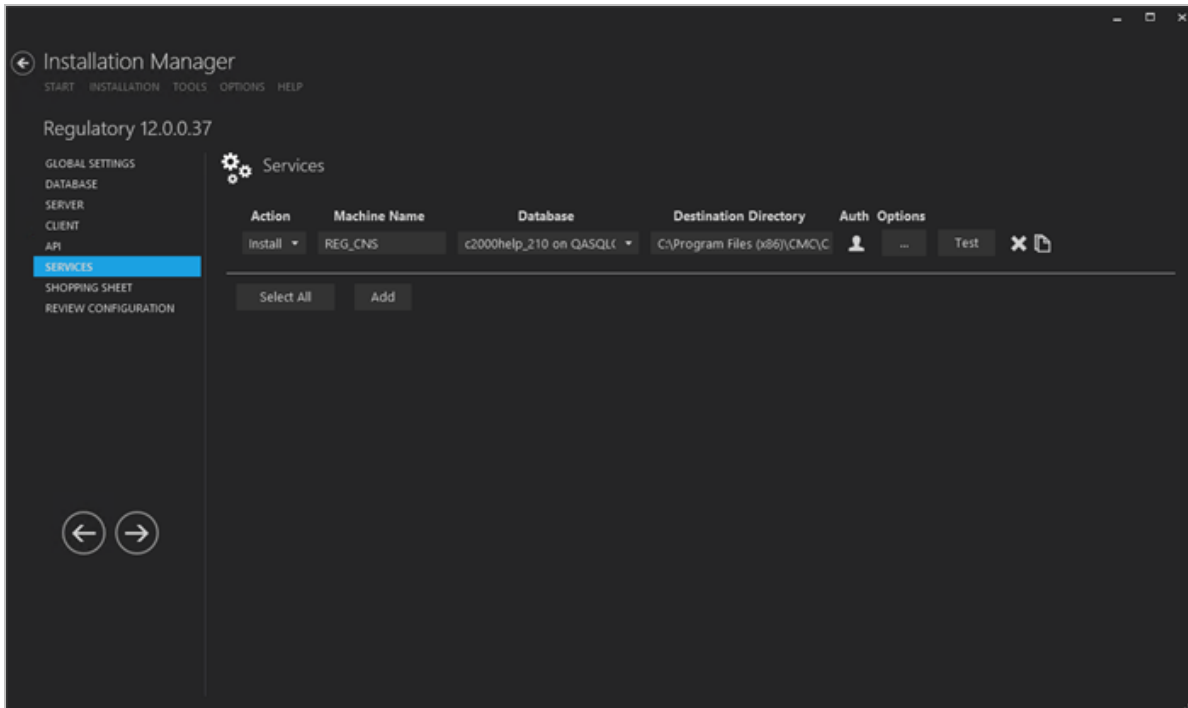 Installation Manager
START INSTALLATION TOOLS OPTIONS HELP
Regulatory 12.0.0.37
GLOBAL SETTINGS
DATABASE
SERVER
CLIENT
API
SERVICES
SHOPPING SHEET
REVIEW CONFIGURATION
Services
Action Machine Name Database Destination Directory Auth Options
Install REG_CNS c2000help_210 on QASQL( C:\Program Files (x86)\CMC\C ... Test
Select All Add